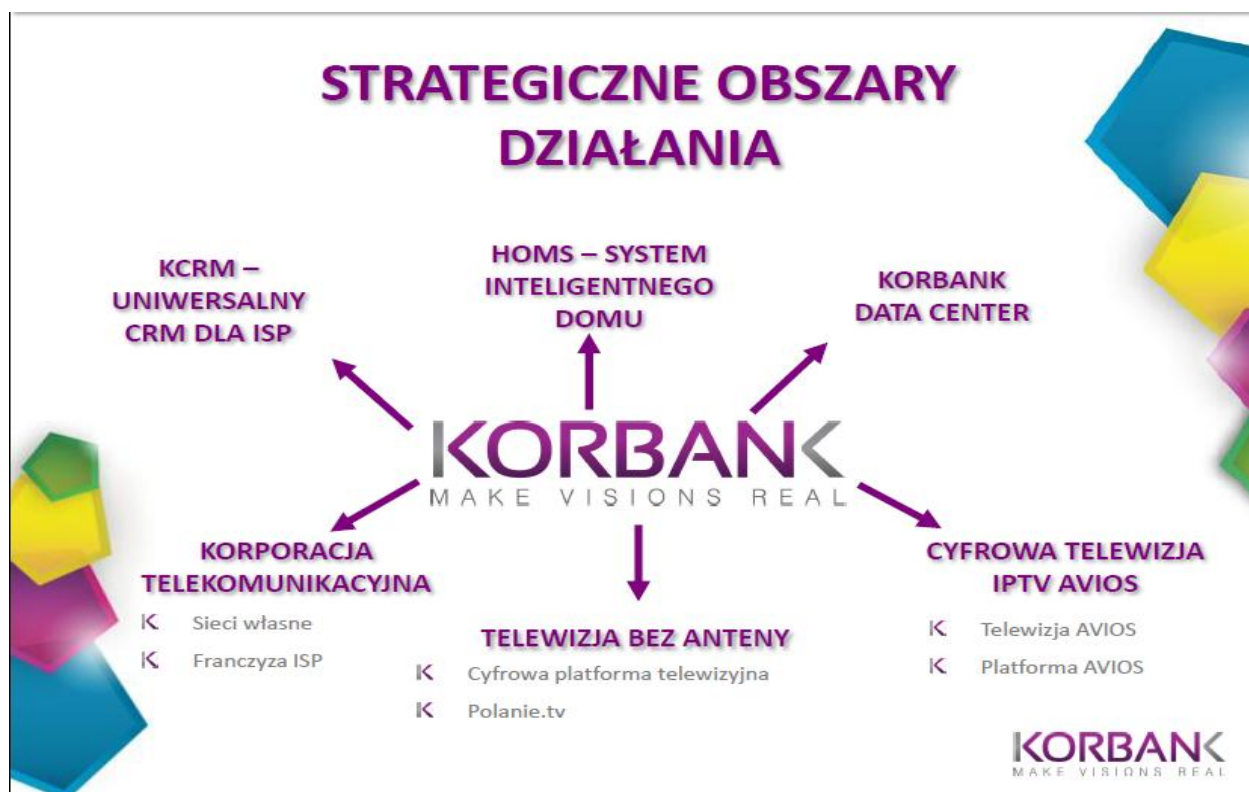 STRATEGICZNE OBSZARY
DZIAŁANIA
KCRM –
UNIWERSALNY
CRM DLA ISP
HOMS – SYSTEM
INTELIGENTNEGO
DOMU
KORBANK
DATA CENTER
KORBANK
MAKE VISIONS REAL
KORPORACJA
TELEKOMUNIKACYJNA
Sieci własne
Franczyza ISP
TELEWIZJA BEZ ANTENY
Cyfrowa platforma telewizyjna
Polanie.tv
CYFROWA TELEWIZJA
IPTV AVIOS
Telewizja AVIOS
Platforma AVIOS
KORBANK
MAKE VISIONS REAL